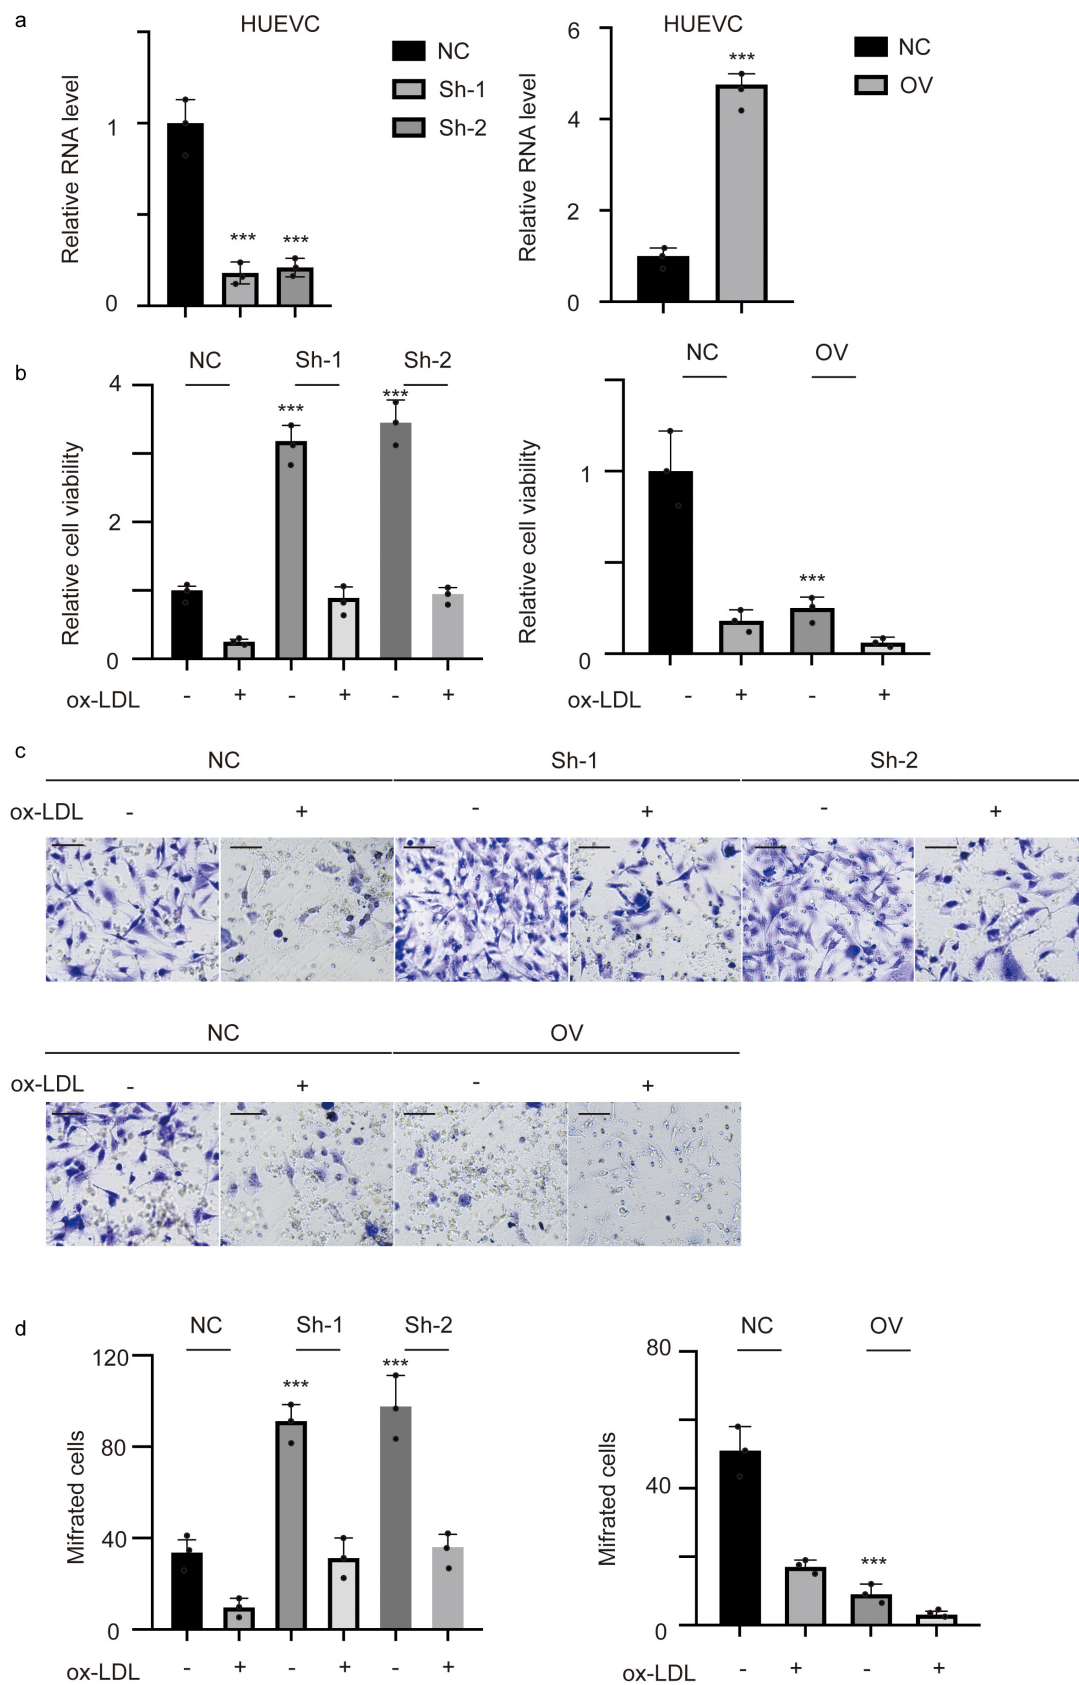 a
HUEVC
NC
Sh-1
Sh-2
Relative RNA level
1
0
***
***
HUEVC
NC
OV
Relative RNA level
6
4
2
0
***
b
NC
Sh-1
Sh-2
Relative cell viability
4
2
0
***
***
ox-LDL - + - + - +
NC
OV
Relative cell viability
1
0
***
ox-LDL - + - +
c
NC
Sh-1
Sh-2
ox-LDL - + - + - +
NC
OV
ox-LDL - + - +
d
NC
Sh-1
Sh-2
Mifrated cells
120
80
40
0
***
***
ox-LDL - + - + - +
NC
OV
Mifrated cells
80
40
0
***
ox-LDL - + - +